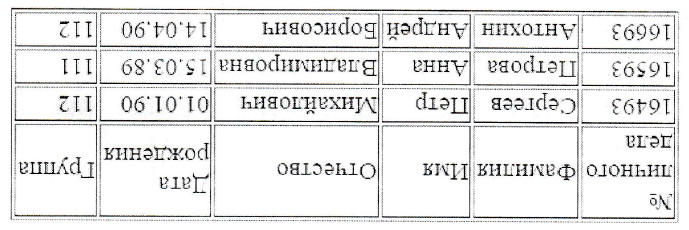 № личного дела Фамилия Имя Отчество Дата рождения Группа
16493 Сергеев Петр Михайлович 01.01.90 112
16593 Петрова Анна Владимировна 15.03.89 111
16693 Антохин Андрей Борисович 14.04.90 112